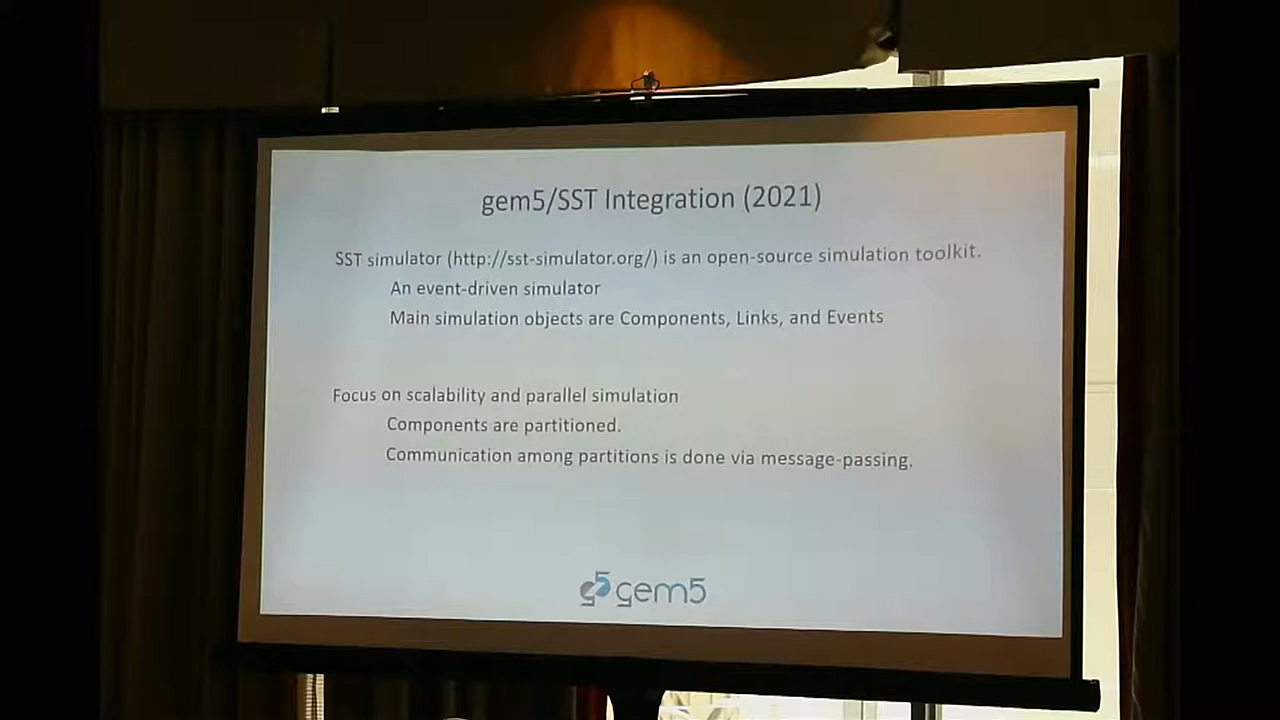 gem5/SST Integration (2021)
SST simulator (http://sst-simulator.org/) is an open-source simulation toolkit.
An event-driven simulator
Main simulation objects are Components, Links, and Events
Focus on scalability and parallel simulation
Components are partitioned.
Communication among partitions is done via message-passing.
g5 gem5